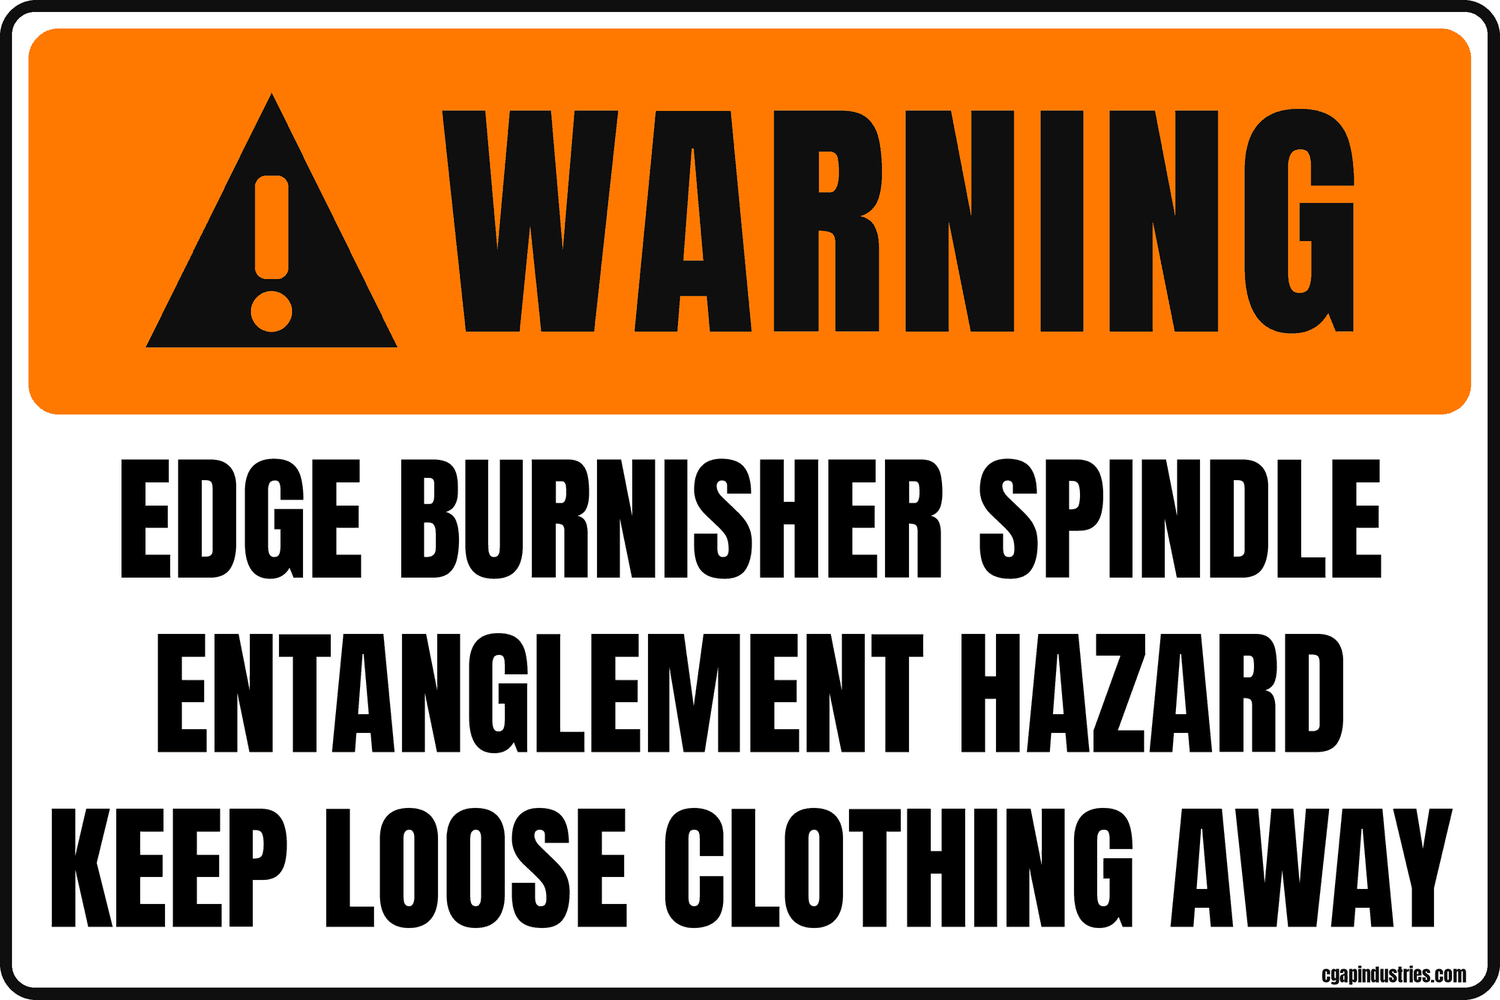 WARNING
EDGE BURNISHER SPINDLE
ENTANGLEMENT HAZARD
KEEP LOOSE CLOTHING AWAY
cgapindustries.com